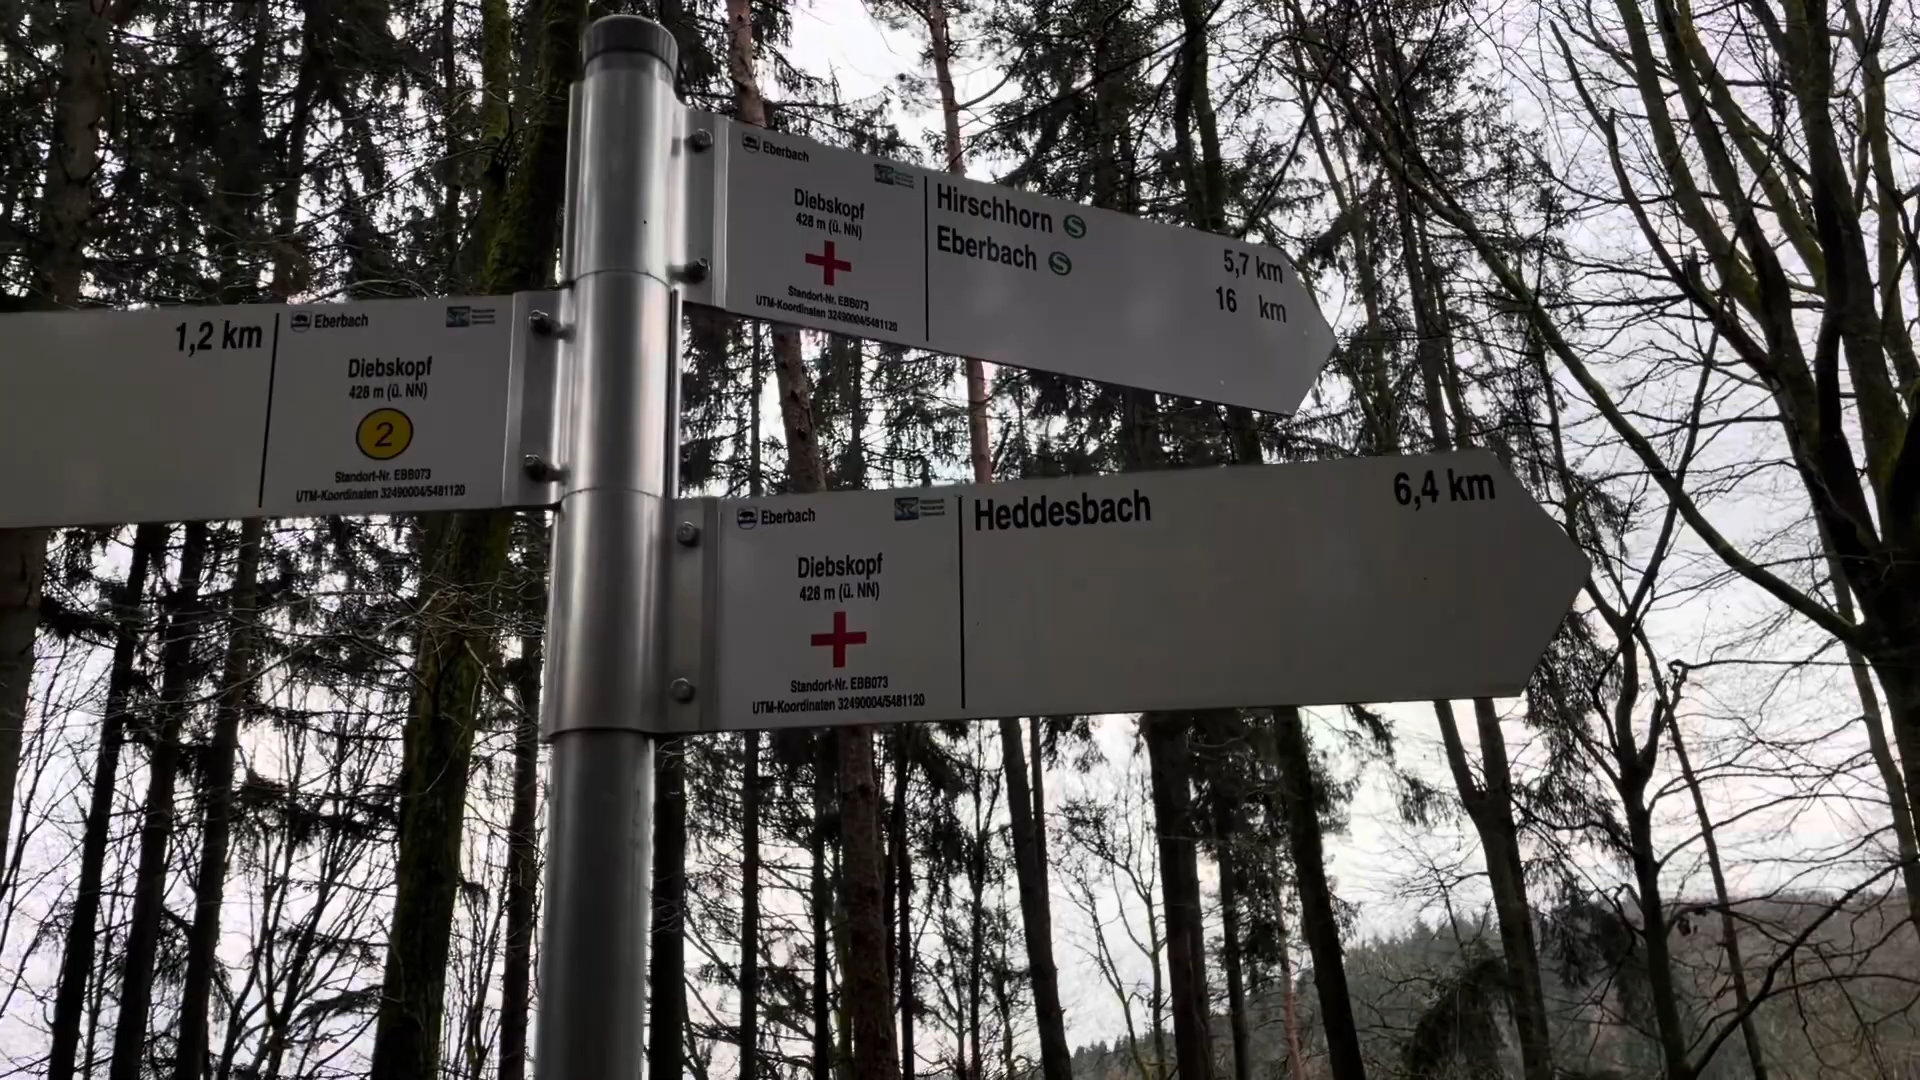 Eberbach
Diebskopf
428 m (ü. NN)
Standort-Nr. EBB073
UTM-Koordinaten 32490004/5481120
Hirschhorn S
5,7 km
Eberbach S
16 km
1,2 km
Eberbach
Diebskopf
428 m (ü. NN)
2
Standort-Nr. EBB073
UTM-Koordinaten 32490004/5481120
Eberbach
Diebskopf
428 m (ü. NN)
Standort-Nr. EBB073
UTM-Koordinaten 32490004/5481120
Heddesbach
6,4 km